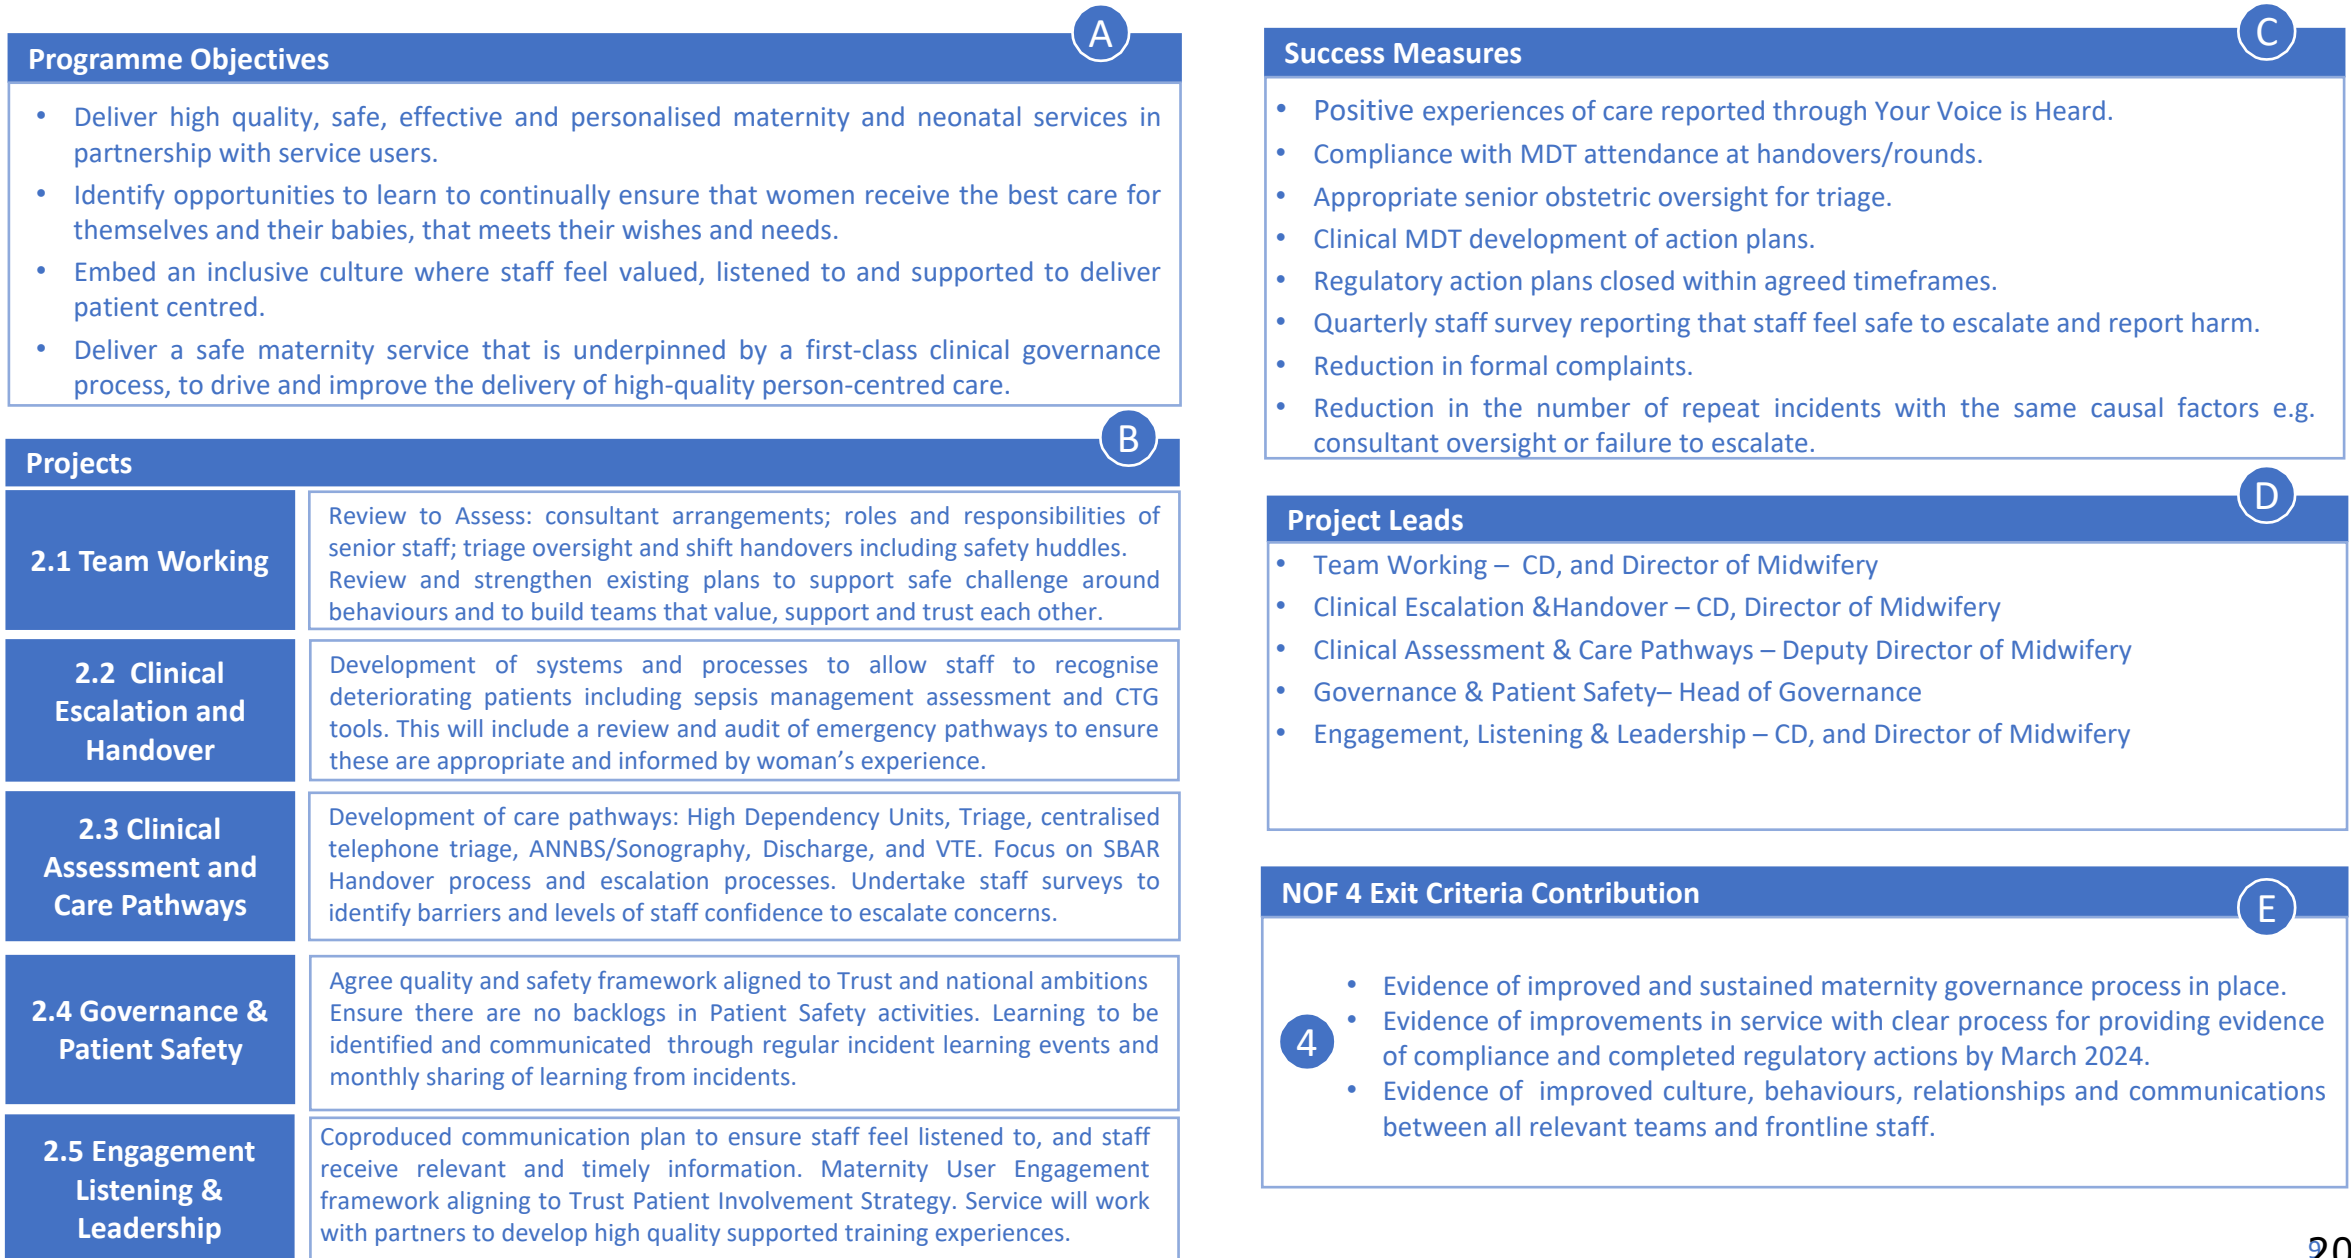 A
Programme Objectives
• Deliver high quality, safe, effective and personalised maternity and neonatal services in
partnership with service users.
• Identify opportunities to learn to continually ensure that women receive the best care for
themselves and their babies, that meets their wishes and needs.
• Embed an inclusive culture where staff feel valued, listened to and supported to deliver
patient centred.
• Deliver a safe maternity service that is underpinned by a first-class clinical governance
process, to drive and improve the delivery of high-quality person-centred care.
B
Projects
2.1 Team Working
Review to Assess: consultant arrangements; roles and responsibilities of
senior staff; triage oversight and shift handovers including safety huddles.
Review and strengthen existing plans to support safe challenge around
behaviours and to build teams that value, support and trust each other.
2.2 Clinical
Escalation and
Handover
Development of systems and processes to allow staff to recognise
deteriorating patients including sepsis management assessment and CTG
tools. This will include a review and audit of emergency pathways to ensure
these are appropriate and informed by woman's experience.
2.3 Clinical
Assessment and
Care Pathways
Development of care pathways: High Dependency Units, Triage, centralised
telephone triage, ANNBS/Sonography, Discharge, and VTE. Focus on SBAR
Handover process and escalation processes. Undertake staff surveys to
identify barriers and levels of staff confidence to escalate concerns.
2.4 Governance &
Patient Safety
Agree quality and safety framework aligned to Trust and national ambitions
Ensure there are no backlogs in Patient Safety activities. Learning to be
identified and communicated through regular incident learning events and
monthly sharing of learning from incidents.
2.5 Engagement
Listening &
Leadership
Coproduced communication plan to ensure staff feel listened to, and staff
receive relevant and timely information. Maternity User Engagement
framework aligning to Trust Patient Involvement Strategy. Service will work
with partners to develop high quality supported training experiences.
C
Success Measures
• Positive experiences of care reported through Your Voice is Heard.
• Compliance with MDT attendance at handovers/rounds.
• Appropriate senior obstetric oversight for triage.
• Clinical MDT development of action plans.
• Regulatory action plans closed within agreed timeframes.
• Quarterly staff survey reporting that staff feel safe to escalate and report harm.
• Reduction in formal complaints.
• Reduction in the number of repeat incidents with the same causal factors e.g.
consultant oversight or failure to escalate.
D
Project Leads
• Team Working – CD, and Director of Midwifery
• Clinical Escalation &Handover – CD, Director of Midwifery
• Clinical Assessment & Care Pathways – Deputy Director of Midwifery
• Governance & Patient Safety– Head of Governance
• Engagement, Listening & Leadership – CD, and Director of Midwifery
NOF 4 Exit Criteria Contribution
E
4
• Evidence of improved and sustained maternity governance process in place.
• Evidence of improvements in service with clear process for providing evidence
of compliance and completed regulatory actions by March 2024.
• Evidence of improved culture, behaviours, relationships and communications
between all relevant teams and frontline staff.
20